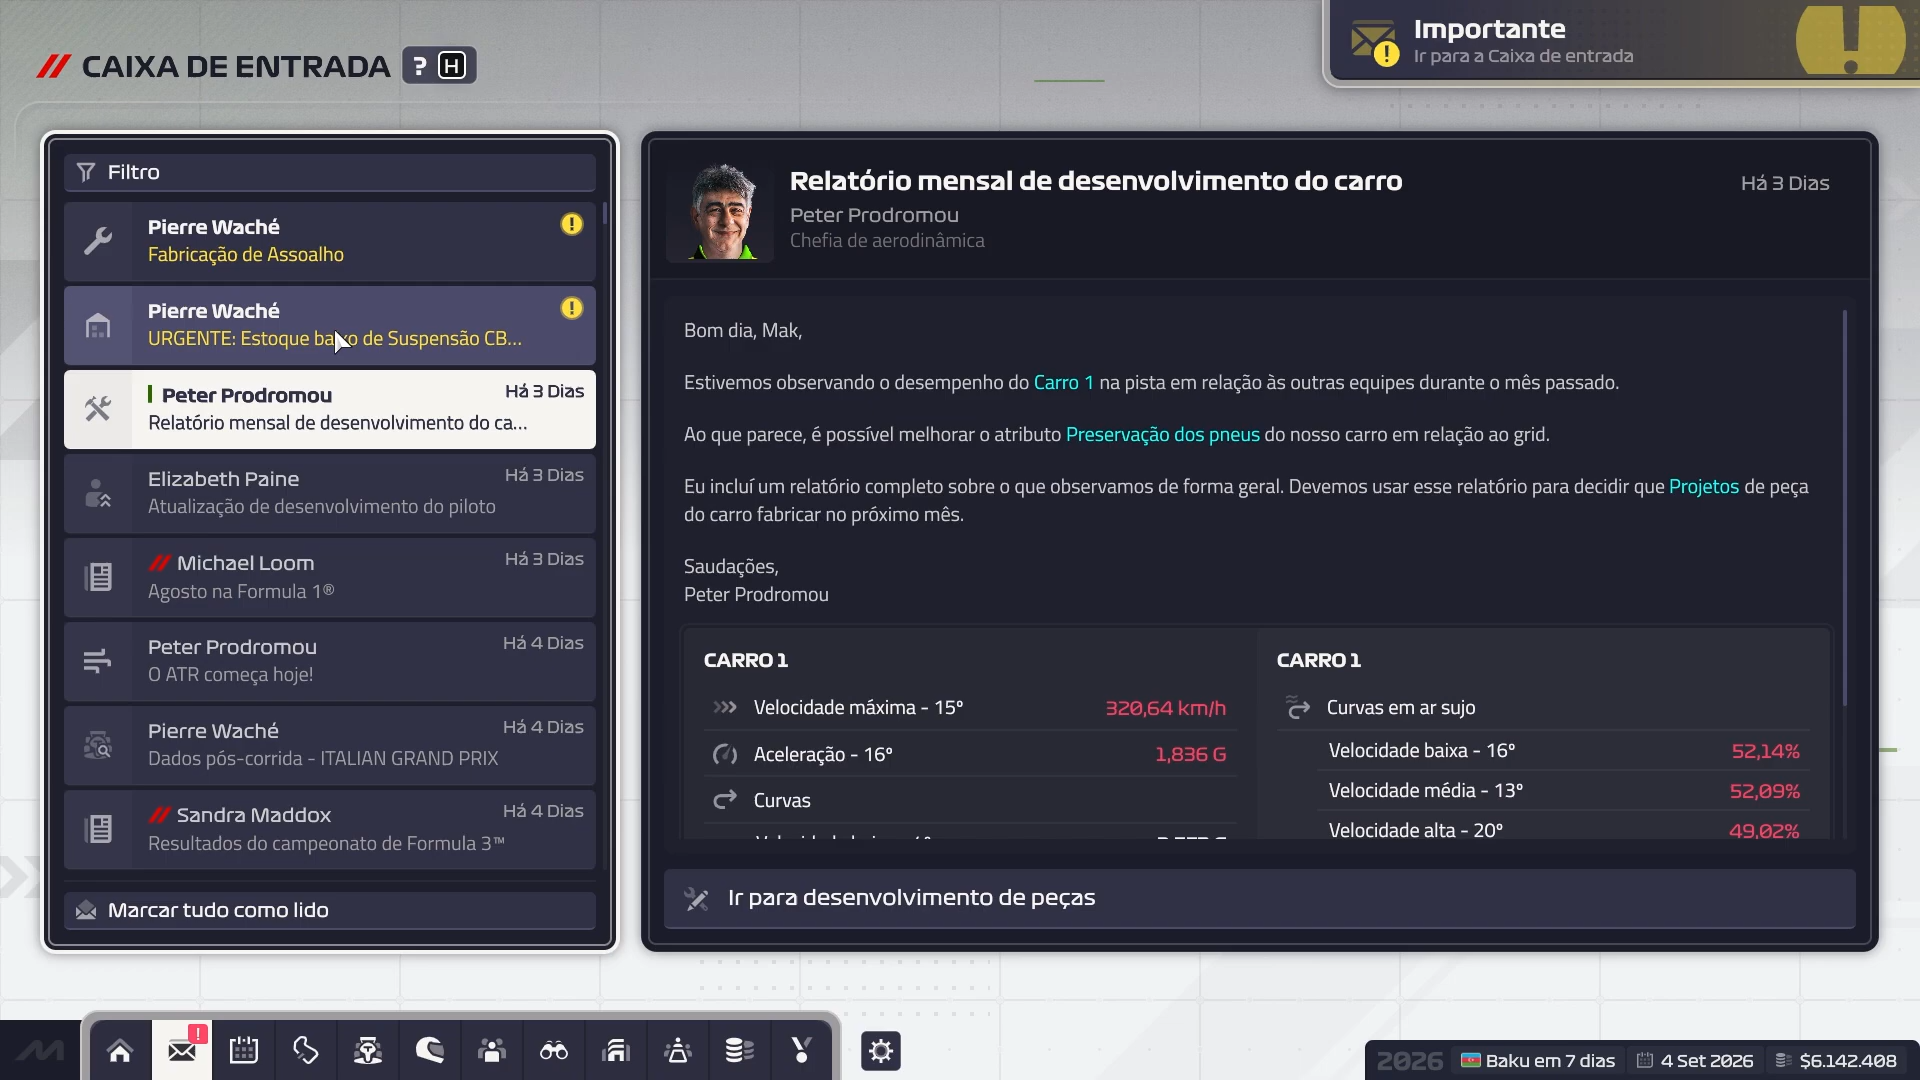 CAIXA DE ENTRADA
? H
Importante
Ir para a Caixa de entrada
Filtro
Pierre Waché
Fabricação de Assoalho
Pierre Waché
URGENTE: Estoque baixo de Suspensão CB...
Peter Prodromou
Há 3 Dias
Relatório mensal de desenvolvimento do ca...
Elizabeth Paine
Há 3 Dias
Atualização de desenvolvimento do piloto
Michael Loom
Há 3 Dias
Agosto na Formula 1®
Peter Prodromou
Há 4 Dias
O ATR começa hoje!
Pierre Waché
Há 4 Dias
Dados pós-corrida - ITALIAN GRAND PRIX
Sandra Maddox
Há 4 Dias
Resultados do campeonato de Formula 3™
Marcar tudo como lido
Relatório mensal de desenvolvimento do carro
Há 3 Dias
Peter Prodromou
Chefia de aerodinâmica
Bom dia, Mak,
Estivemos observando o desempenho do Carro 1 na pista em relação às outras equipes durante o mês passado.
Ao que parece, é possível melhorar o atributo Preservação dos pneus do nosso carro em relação ao grid.
Eu incluí um relatório completo sobre o que observamos de forma geral. Devemos usar esse relatório para decidir que Projetos de peça
do carro fabricar no próximo mês.
Saudações,
Peter Prodromou
CARRO 1
Velocidade máxima - 15º 320,64 km/h
Aceleração - 16º 1,836 G
Curvas
CARRO 1
Curvas em ar sujo
Velocidade baixa - 16º 52,14%
Velocidade média - 13º 52,09%
Velocidade alta - 20º 49,02%
Ir para desenvolvimento de peças
2026
Baku em 7 dias
4 Set 2026
$6.142.408